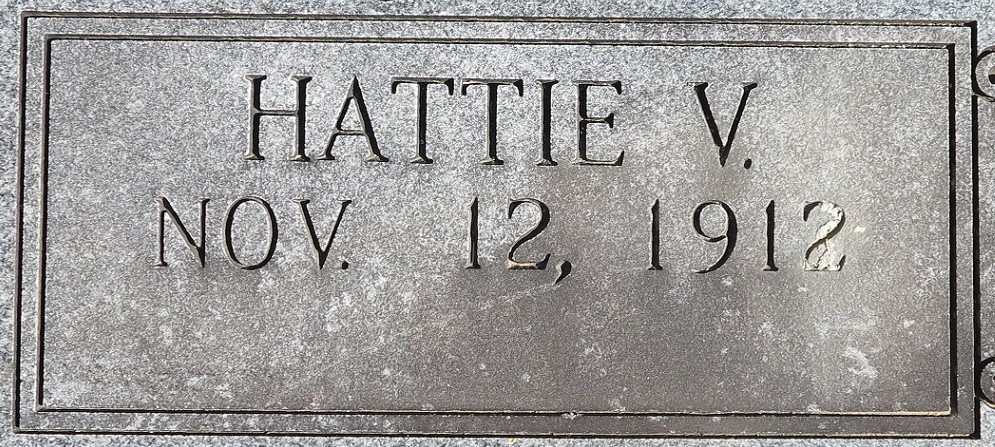 HATTIE V.
NOV. 12, 1912